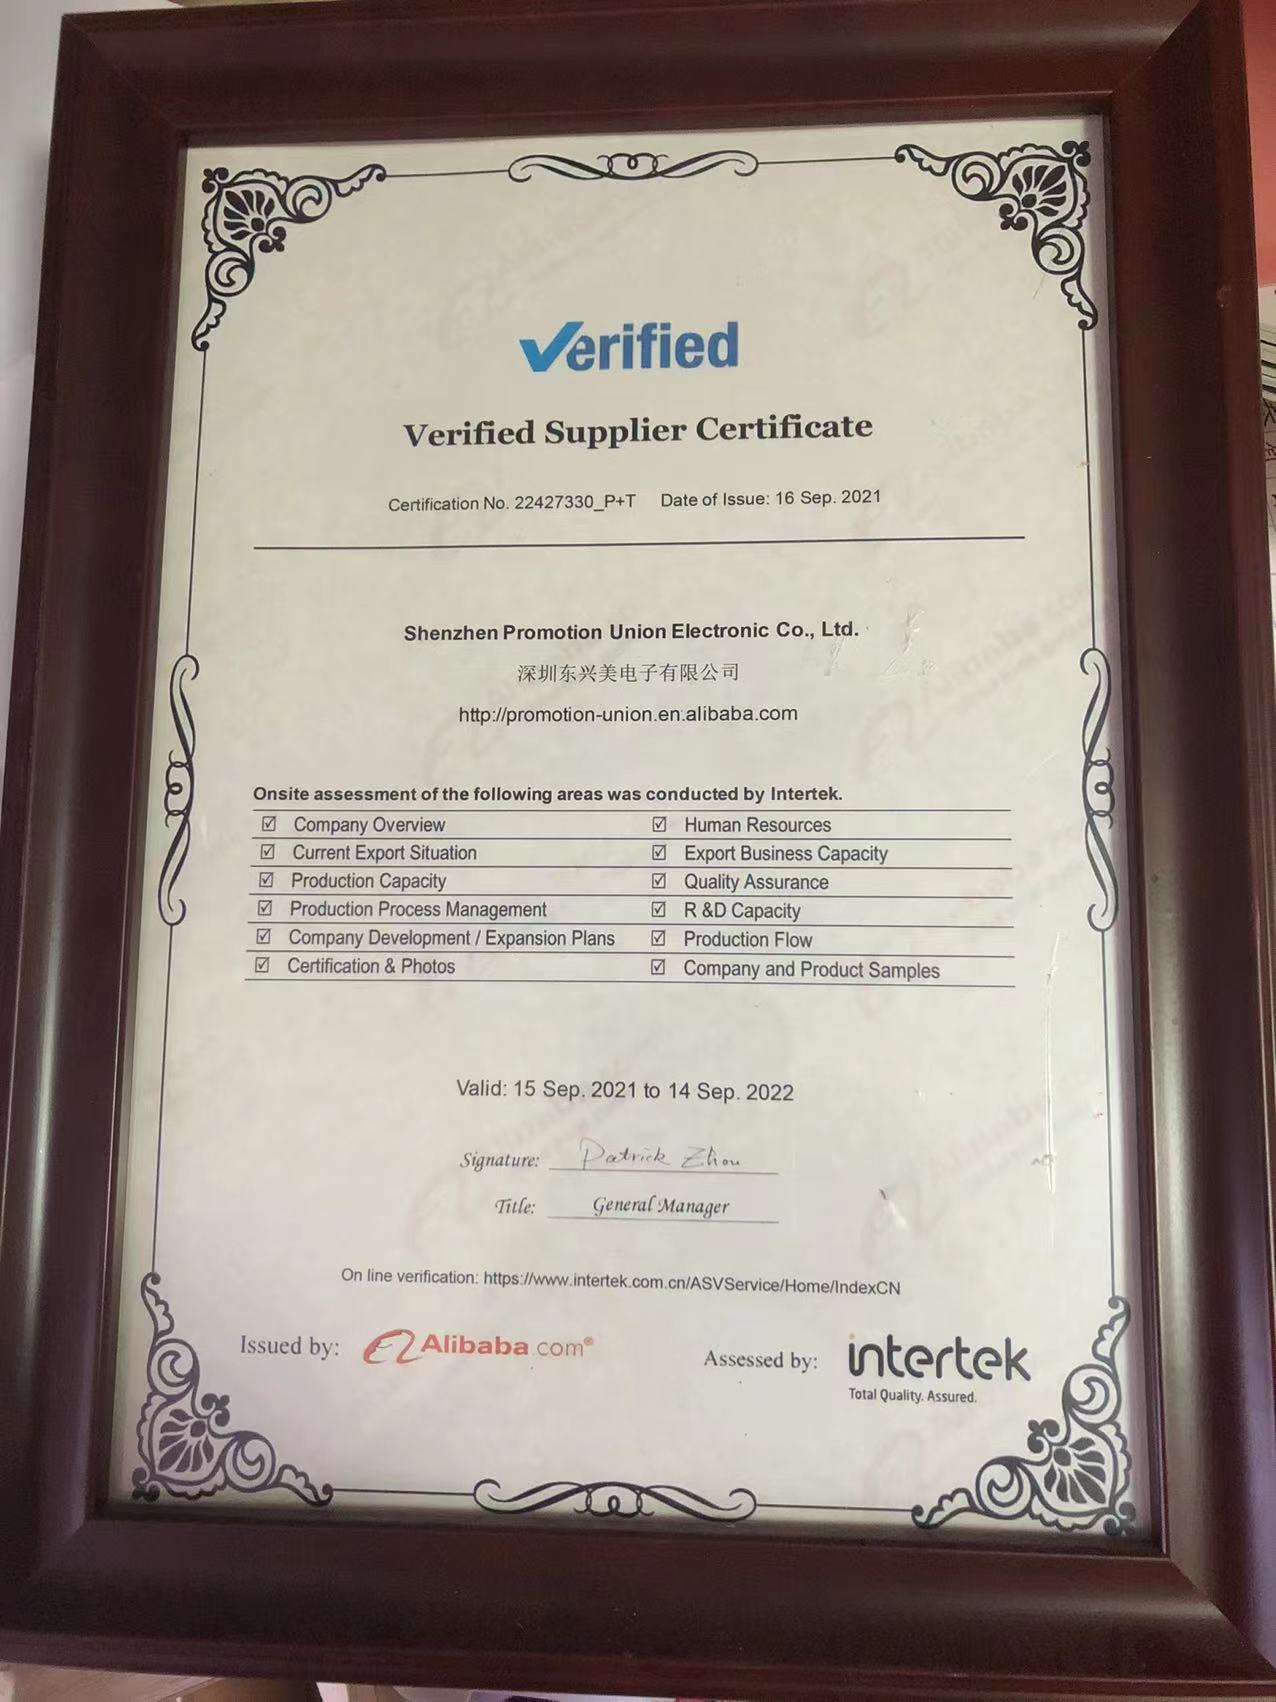 Verified
Verified Supplier Certificate
Certification No. 22427330_P+T Date of Issue: 16 Sep. 2021
Shenzhen Promotion Union Electronic Co., Ltd.
深圳东兴美电子有限公司
http://promotion-union.en.alibaba.com
Onsite assessment of the following areas was conducted by Intertek.
☑ Company Overview ☑ Human Resources
☑ Current Export Situation ☑ Export Business Capacity
☑ Production Capacity ☑ Quality Assurance
☑ Production Process Management ☑ R &D Capacity
☑ Company Development / Expansion Plans ☑ Production Flow
☑ Certification & Photos ☑ Company and Product Samples
Valid: 15 Sep. 2021 to 14 Sep. 2022
Signature: Patrick Zhou
Title: General Manager
On line verification: https://www.intertek.com.cn/ASVService/Home/IndexCN
Issued by: Alibaba.com®
Assessed by: intertek
Total Quality. Assured.